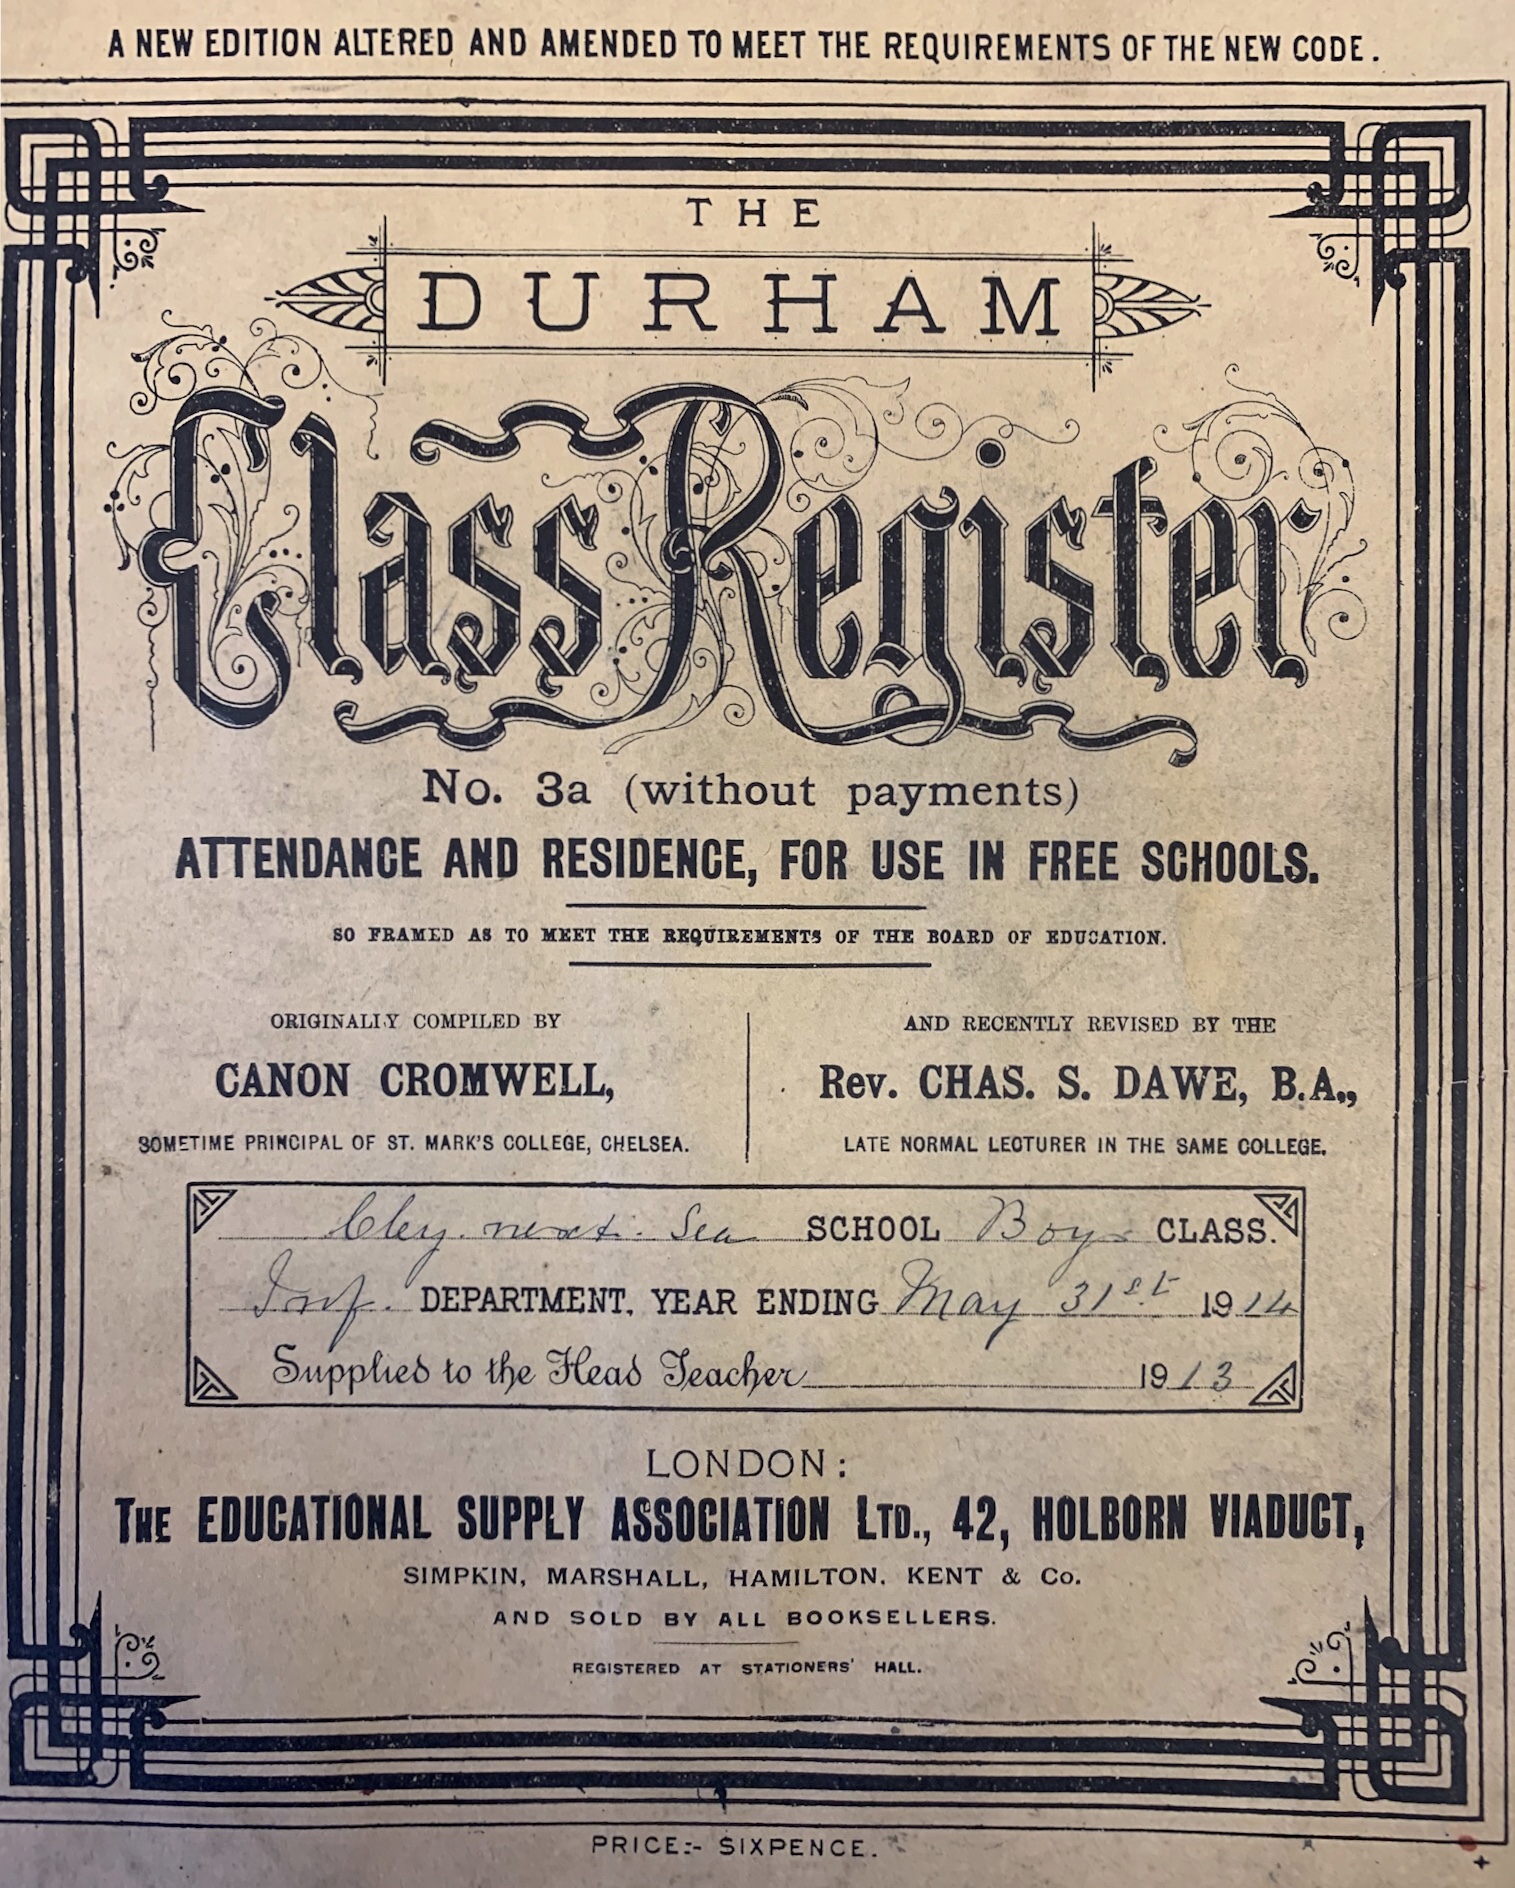 A NEW EDITION ALTERED AND AMENDED TO MEET THE REQUIREMENTS OF THE NEW CODE.
THE
DURHAM
Class Register
No. 3a (without payments)
ATTENDANCE AND RESIDENCE, FOR USE IN FREE SCHOOLS.
SO FRAMED AS TO MEET THE REQUIREMENTS OF THE BOARD OF EDUCATION.
ORIGINALLY COMPILED BY
CANON CROMWELL,
SOMETIME PRINCIPAL OF ST. MARK'S COLLEGE, CHELSEA.
AND RECENTLY REVISED BY THE
Rev. CHAS. S. DAWE, B.A.,
LATE NORMAL LECTURER IN THE SAME COLLEGE.
Cley. next. Sea SCHOOL Boys CLASS.
Inf. DEPARTMENT, YEAR ENDING May 31st 1914
Supplied to the Head Teacher 1913
LONDON:
THE EDUCATIONAL SUPPLY ASSOCIATION LTD., 42, HOLBORN VIADUCT,
SIMPKIN, MARSHALL, HAMILTON, KENT & Co.
AND SOLD BY ALL BOOKSELLERS.
REGISTERED AT STATIONERS' HALL.
PRICE:- SIXPENCE.